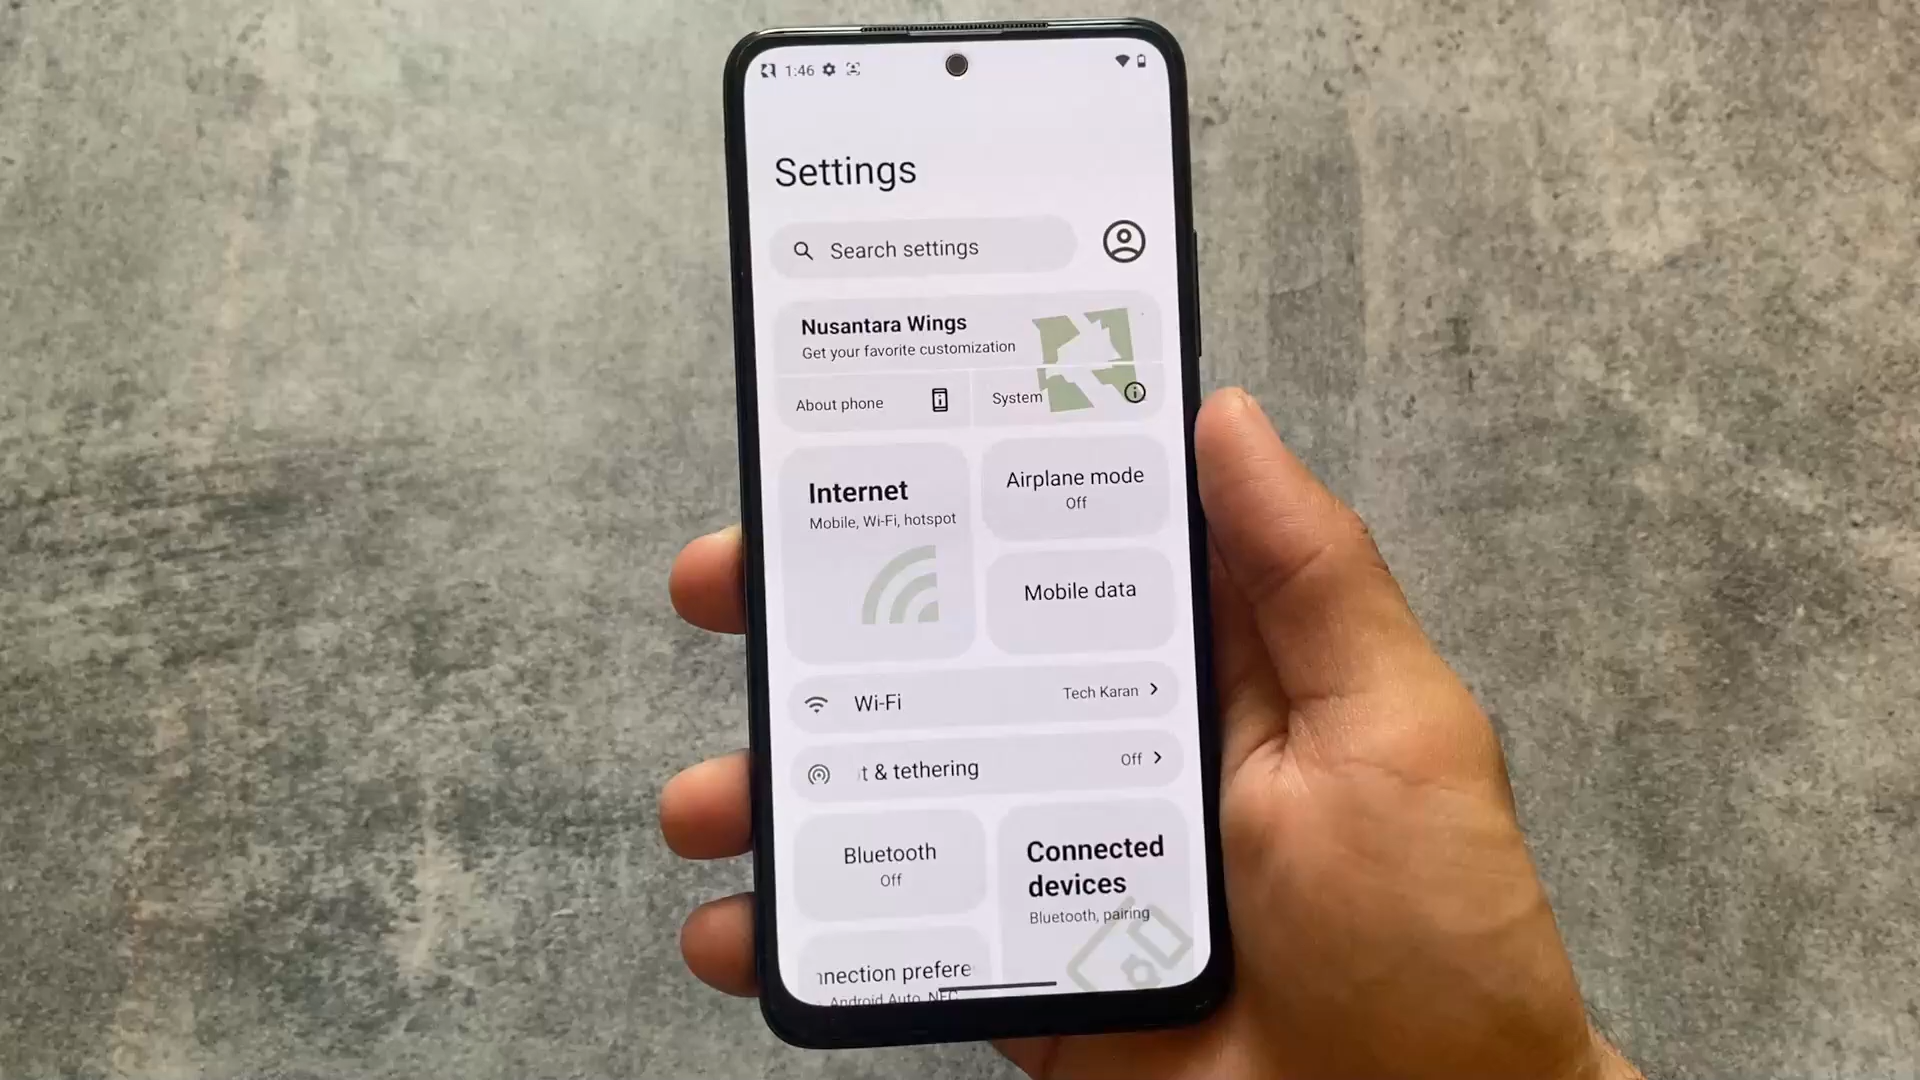 1:46
Settings
Search settings
Nusantara Wings
Get your favorite customization
About phone
System
Internet
Mobile, Wi-Fi, hotspot
Airplane mode
Off
Mobile data
Wi-Fi
Tech Karan
t & tethering
Off
Bluetooth
Off
Connected
devices
Bluetooth, pairing
nnection prefere
Android Auto, NFC